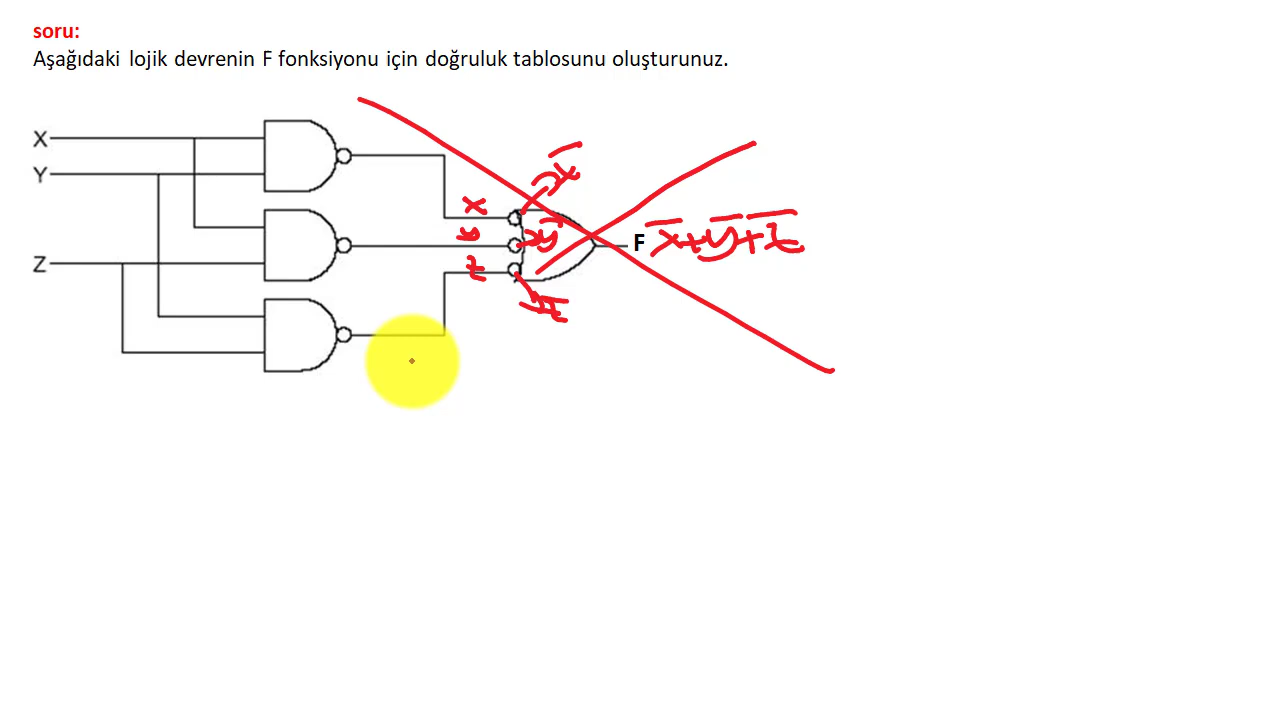 soru:
Aşağıdaki lojik devrenin F fonksiyonu için doğruluk tablosunu oluşturunuz.
X
Y
Z
x
y
z
x̅
y̅
z̅
F x̅+y̅+z̅